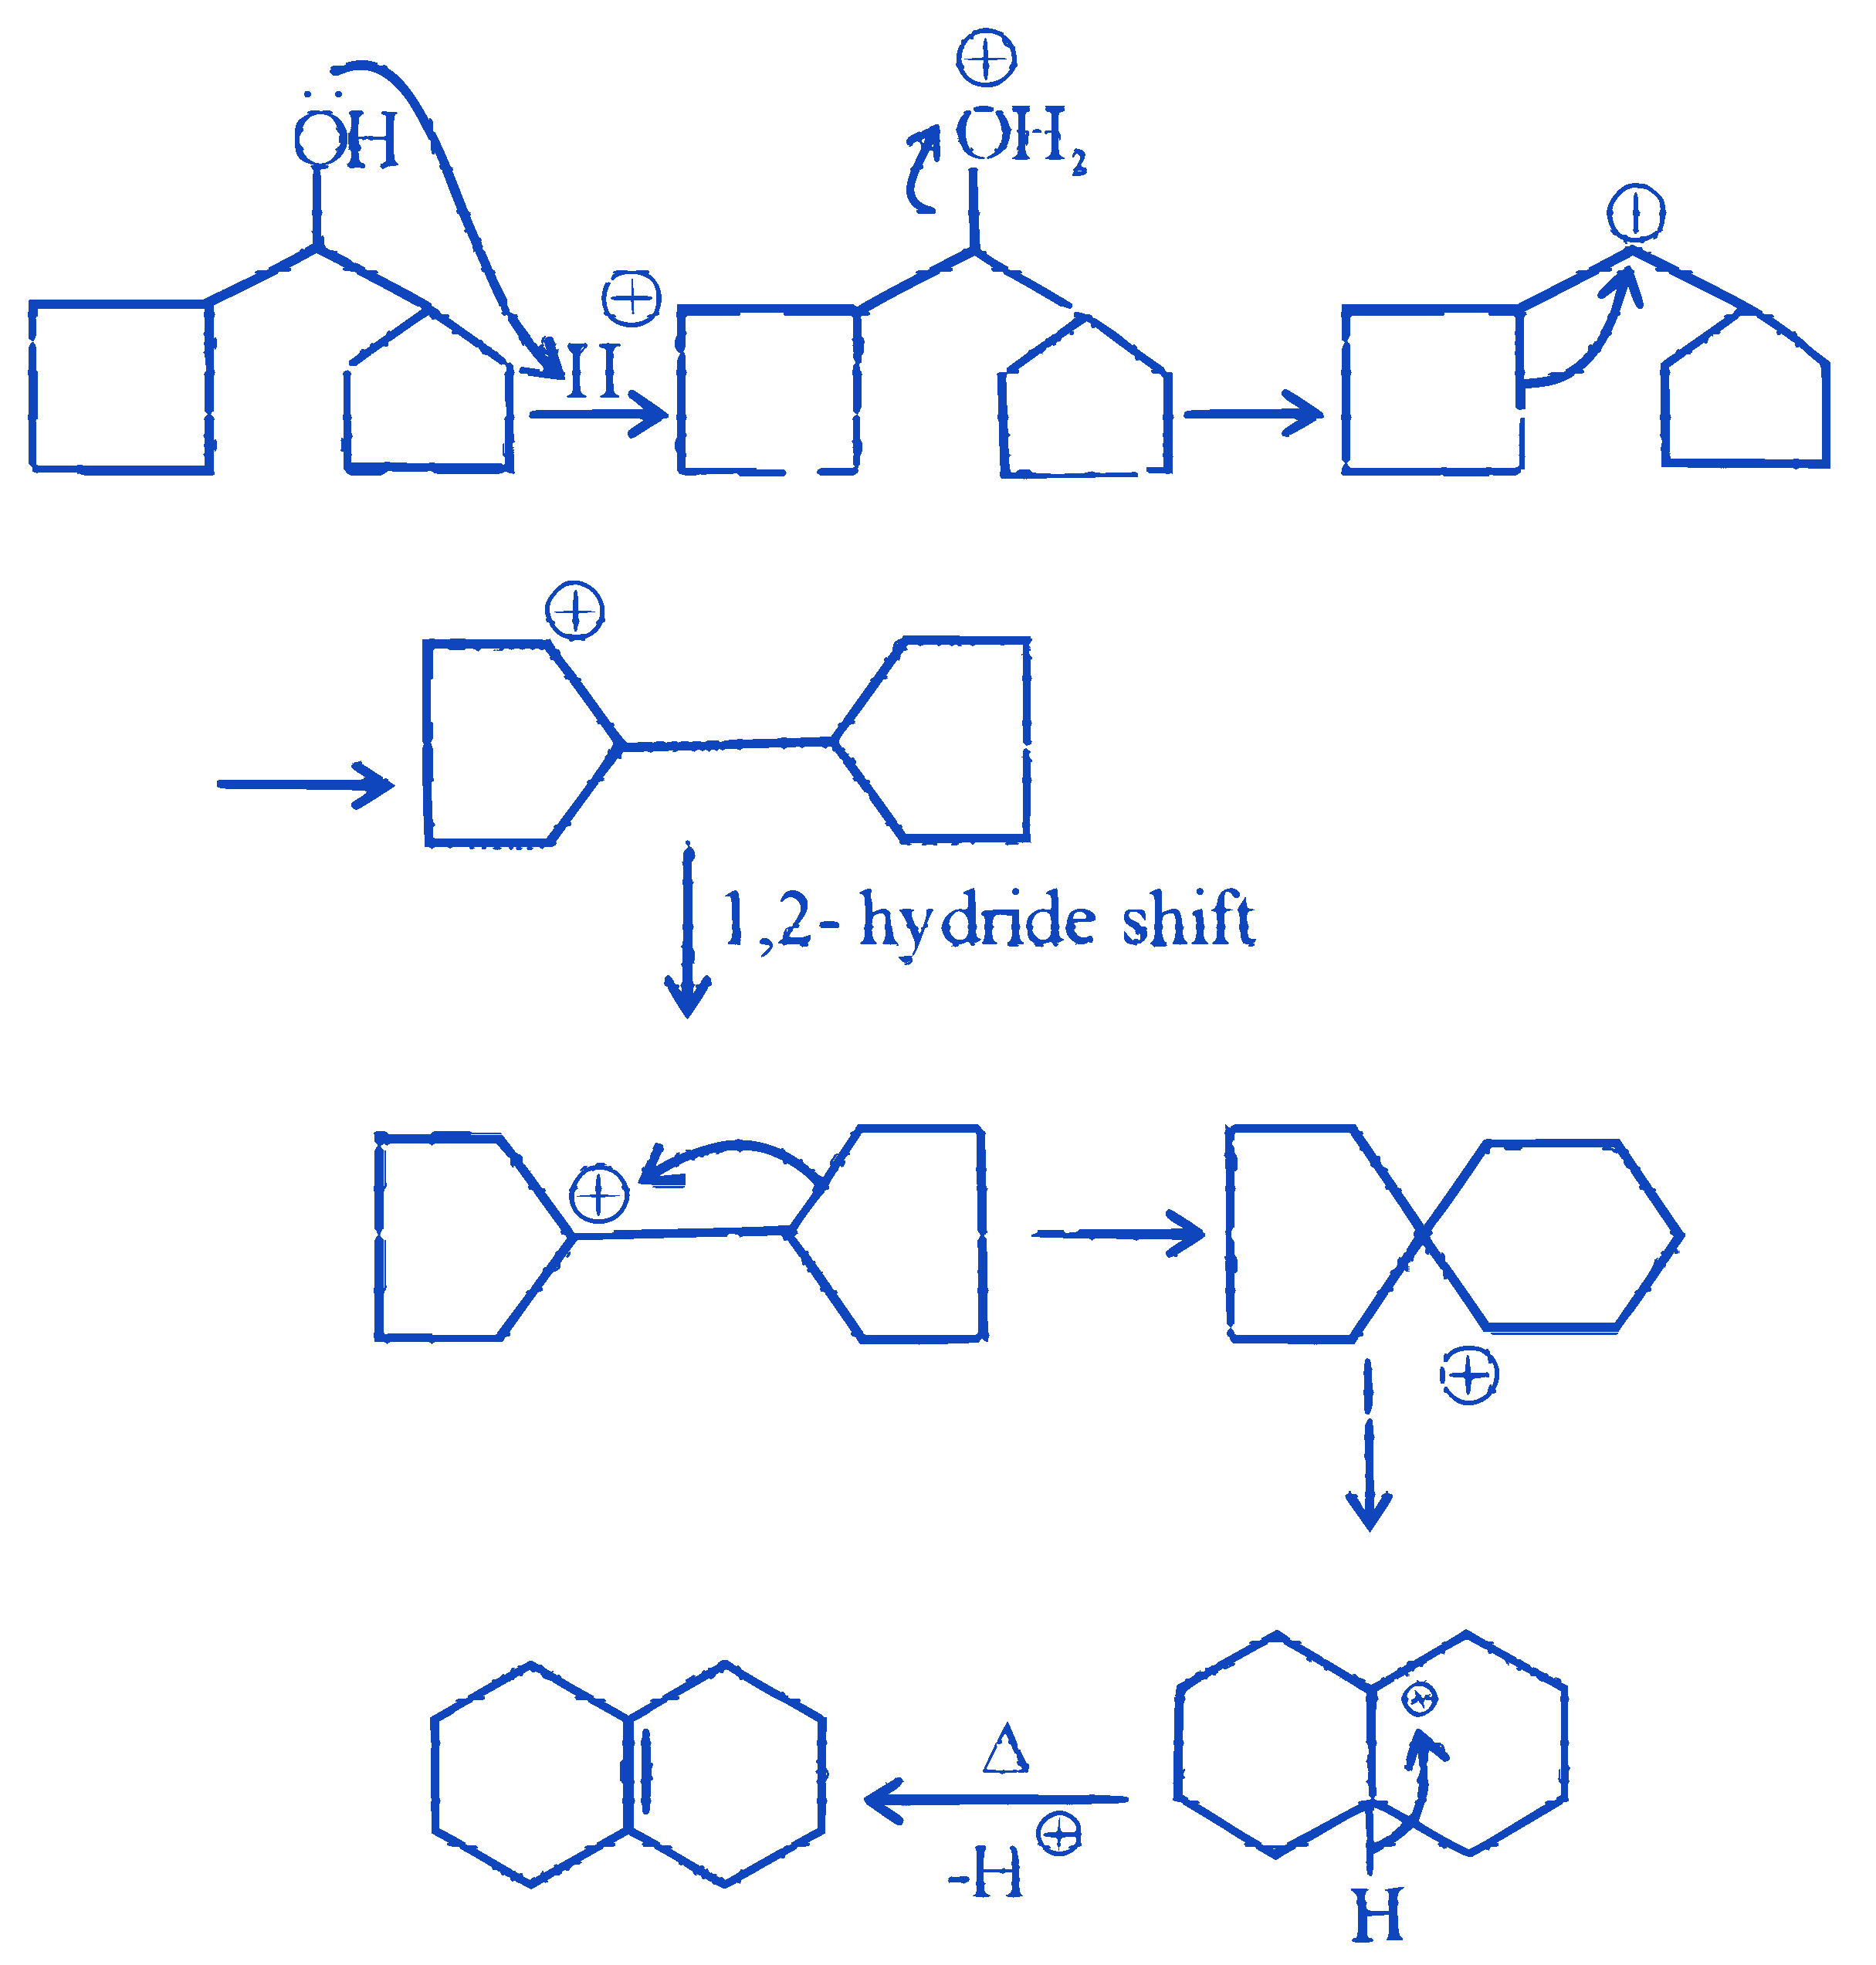 ÖH
⊕
OH₂
⊕
H
⊕
1,2- hydride shift
⊕
⊕
⊕
Δ
-H⊕
H